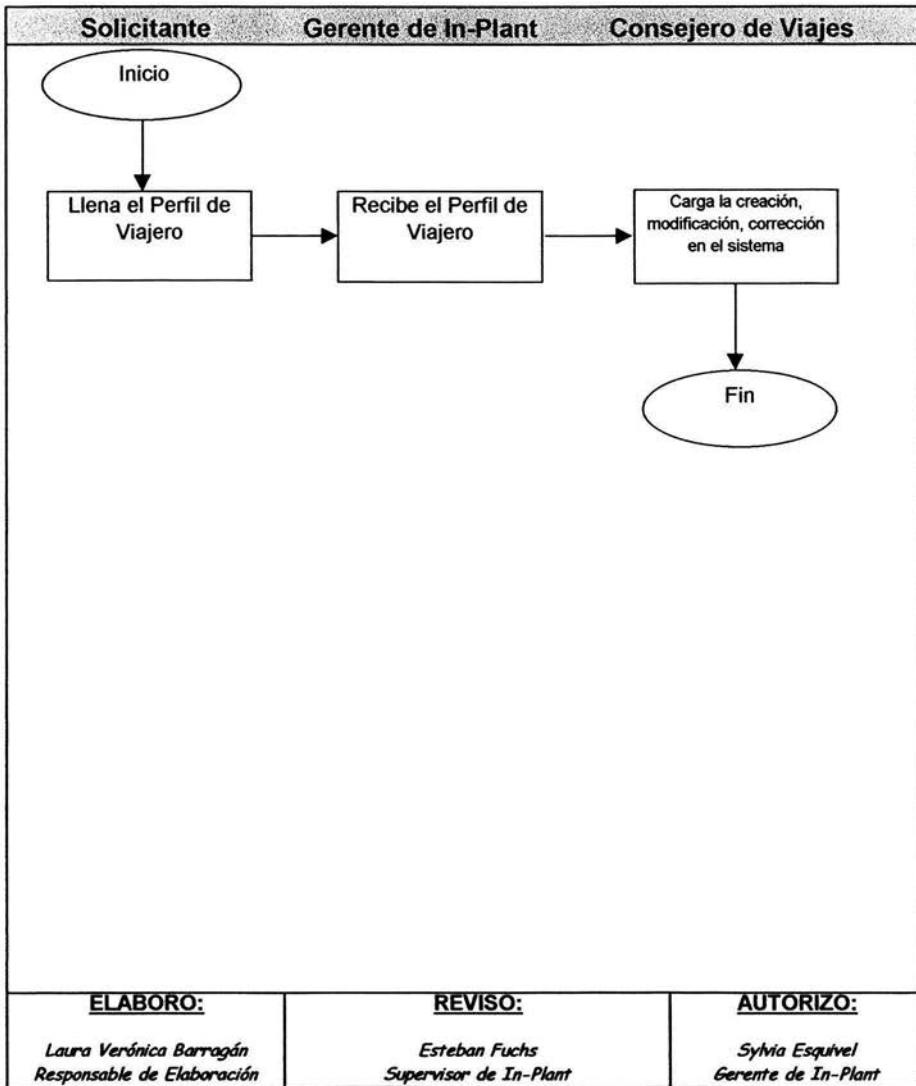 Solicitante Gerente de In-Plant Consejero de Viajes
Inicio
Llena el Perfil de
Viajero
Recibe el Perfil de
Viajero
Carga la creación,
modificación, corrección
en el sistema
Fin
ELABORO:
Laura Verónica Barragán
Responsable de Elaboración
REVISO:
Esteban Fuchs
Supervisor de In-Plant
AUTORIZO:
Sylvia Esquivel
Gerente de In-Plant